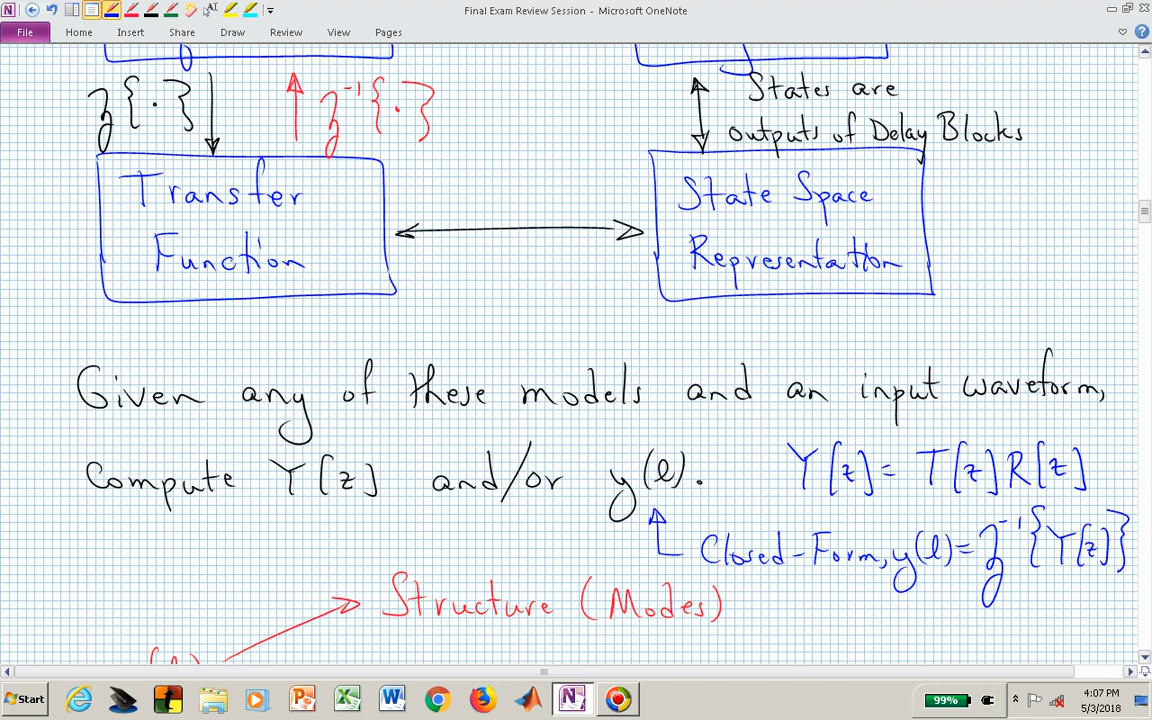 Final Exam Review Session - Microsoft OneNote
File Home Insert Share Draw Review View Pages
z{·} z⁻¹{·}
States are
outputs of Delay Blocks
Transfer
Function
State Space
Representation
Given any of these models and an input waveform,
Compute Y[z] and/or y(l). Y[z] = T[z]R[z]
Closed-Form, y(l) = z⁻¹{Y[z]}
Structure (Modes)
Start
99%
4:07 PM
5/3/2018